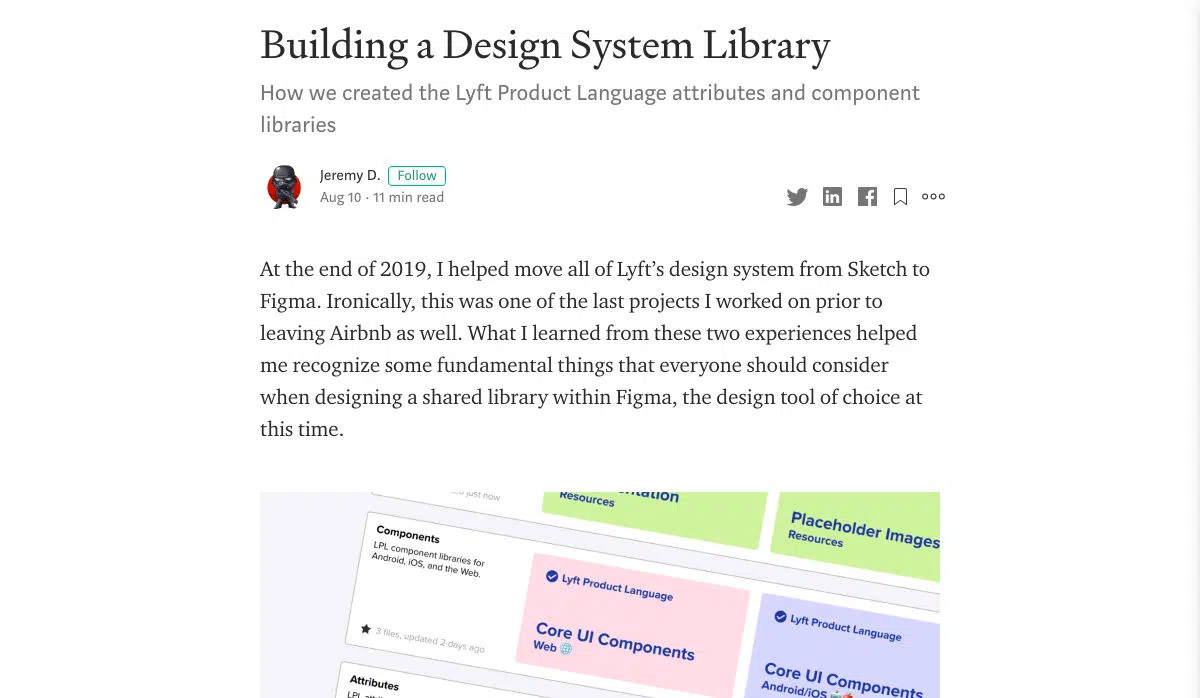 Building a Design System Library
How we created the Lyft Product Language attributes and component
libraries
Jeremy D. Follow
Aug 10 · 11 min read
At the end of 2019, I helped move all of Lyft’s design system from Sketch to
Figma. Ironically, this was one of the last projects I worked on prior to
leaving Airbnb as well. What I learned from these two experiences helped
me recognize some fundamental things that everyone should consider
when designing a shared library within Figma, the design tool of choice at
this time.
just now
Resources
Placeholder Images
Resources
Components
LPL component libraries for
Android, iOS, and the Web.
3 files, updated 2 days ago
Lyft Product Language
Core UI Components
Web
Lyft Product Language
Core UI Components
Android/iOS
Attributes
LPL